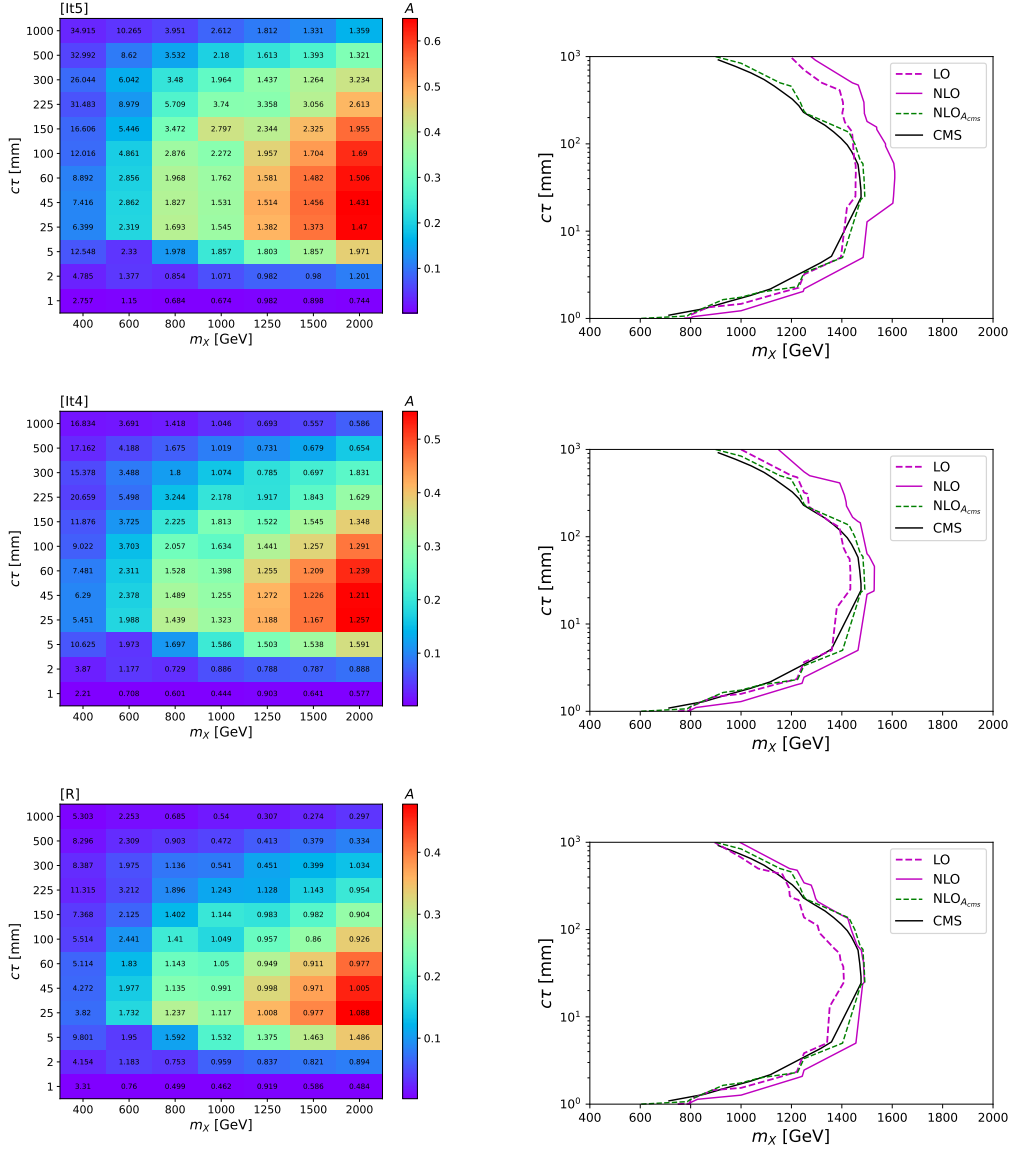 [It5] A
1000 34.915 10.265 3.951 2.612 1.812 1.331 1.359
500 32.992 8.62 3.532 2.18 1.613 1.393 1.321
300 26.044 6.042 3.48 1.964 1.437 1.264 3.234
225 31.483 8.979 5.709 3.74 3.358 3.056 2.613
150 16.606 5.446 3.472 2.797 2.344 2.325 1.955
100 12.016 4.861 2.876 2.272 1.957 1.704 1.69
60 8.892 2.856 1.968 1.762 1.581 1.482 1.506
45 7.416 2.862 1.827 1.531 1.514 1.456 1.431
25 6.399 2.319 1.693 1.545 1.382 1.373 1.47
5 12.548 2.33 1.978 1.857 1.803 1.857 1.971
2 4.785 1.377 0.854 1.071 0.982 0.98 1.201
1 2.757 1.15 0.684 0.674 0.982 0.898 0.744
400 600 800 1000 1250 1500 2000
m_X [GeV]
cτ [mm]
0.6
0.5
0.4
0.3
0.2
0.1
10³
10²
10¹
10⁰
400 600 800 1000 1200 1400 1600 1800 2000
m_X [GeV]
cτ [mm]
LO
NLO
NLO_{A_{cms}}
CMS
[It4] A
1000 16.834 3.691 1.418 1.046 0.693 0.557 0.586
500 17.162 4.188 1.675 1.019 0.731 0.679 0.654
300 15.378 3.488 1.8 1.074 0.785 0.697 1.831
225 20.659 5.498 3.244 2.178 1.917 1.843 1.629
150 11.876 3.725 2.225 1.813 1.522 1.545 1.348
100 9.022 3.703 2.057 1.634 1.441 1.257 1.291
60 7.481 2.311 1.528 1.398 1.255 1.209 1.239
45 6.29 2.378 1.489 1.255 1.272 1.226 1.211
25 5.451 1.988 1.439 1.323 1.188 1.167 1.257
5 10.625 1.973 1.697 1.586 1.503 1.538 1.591
2 3.87 1.177 0.729 0.886 0.788 0.787 0.888
1 2.21 0.708 0.601 0.444 0.903 0.641 0.577
400 600 800 1000 1250 1500 2000
m_X [GeV]
cτ [mm]
0.5
0.4
0.3
0.2
0.1
10³
10²
10¹
10⁰
400 600 800 1000 1200 1400 1600 1800 2000
m_X [GeV]
cτ [mm]
LO
NLO
NLO_{A_{cms}}
CMS
[R] A
1000 5.303 2.253 0.685 0.54 0.307 0.274 0.297
500 8.296 2.309 0.903 0.472 0.413 0.379 0.334
300 8.387 1.975 1.136 0.541 0.451 0.399 1.034
225 11.315 3.212 1.896 1.243 1.128 1.143 0.954
150 7.368 2.125 1.402 1.144 0.983 0.982 0.904
100 5.514 2.441 1.41 1.049 0.957 0.86 0.926
60 5.114 1.83 1.143 1.05 0.949 0.911 0.977
45 4.272 1.977 1.135 0.991 0.998 0.971 1.005
25 3.82 1.732 1.237 1.117 1.008 0.977 1.088
5 9.801 1.95 1.592 1.532 1.375 1.463 1.486
2 4.154 1.183 0.753 0.959 0.837 0.821 0.894
1 3.31 0.76 0.499 0.462 0.919 0.586 0.484
400 600 800 1000 1250 1500 2000
m_X [GeV]
cτ [mm]
0.4
0.3
0.2
0.1
10³
10²
10¹
10⁰
400 600 800 1000 1200 1400 1600 1800 2000
m_X [GeV]
cτ [mm]
LO
NLO
NLO_{A_{cms}}
CMS